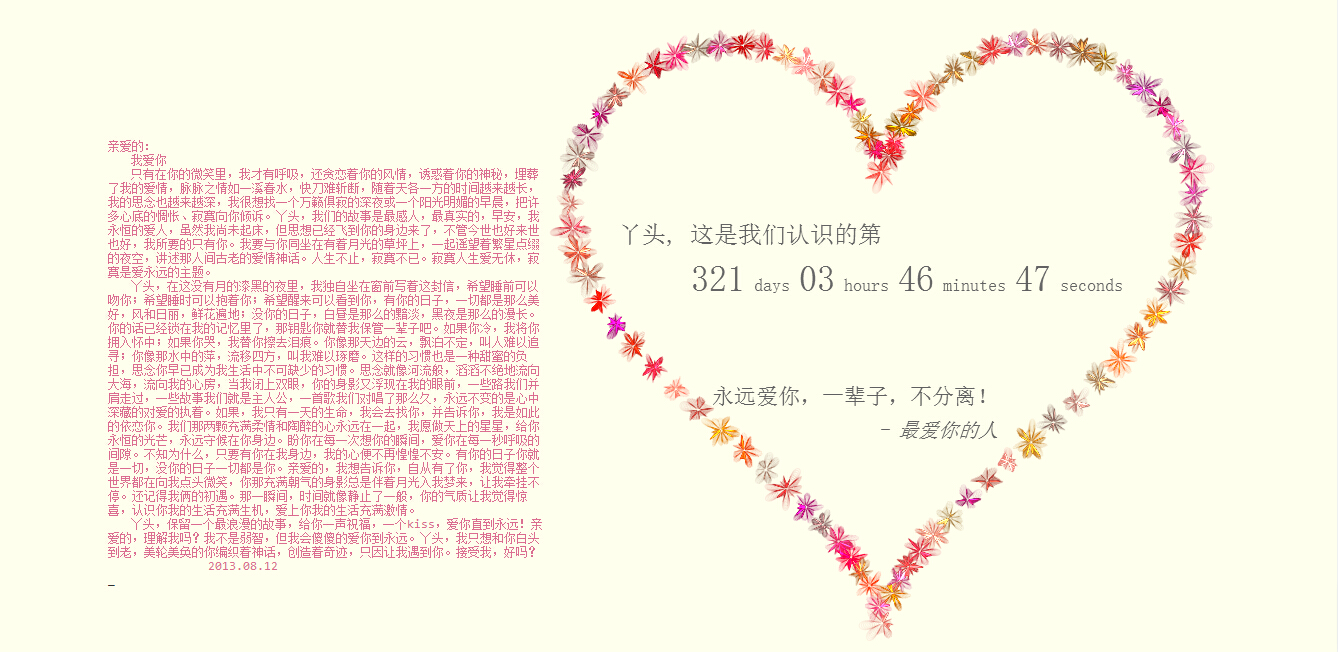 亲爱的：
我爱你
只有在你的微笑里，我才有呼吸，还贪恋着你的风情，诱惑着你的神秘，埋葬
了我的爱情，脉脉之情如一溪春水，快刀难斩断，随着天各一方的时间越来越长，
我的思念也越来越深，我很想找一个万籁俱寂的深夜或一个阳光明媚的早晨，把许
多心底的惆怅、寂寞向你倾诉。丫头，我们的故事是最感人，最真实的，早安，我
永恒的爱人，虽然我尚未起床，但思想已经飞到你的身边来了，不管今世也好来世
也好，我所要的只有你。我要与你同坐在有着月光的草坪上，一起遥望着繁星点缀
的夜空，讲述那人间古老的爱情神话。人生不止，寂寞不已。寂寞人生爱无休，寂
寞是爱永远的主题。
丫头，在这没有月的漆黑的夜里，我独自坐在窗前写着这封信，希望睡前可以
吻你；希望睡时可以抱着你；希望醒来可以看到你，有你的日子，一切都是那么美
好，风和日丽，鲜花遍地；没你的日子，白昼是那么的黯淡，黑夜是那么的漫长。
你的话已经锁在我的记忆里了，那钥匙你就替我保管一辈子吧。如果你冷，我将你
拥入怀中；如果你哭，我替你擦去泪痕。你像那天边的云，飘泊不定，叫人难以追
寻；你像那水中的萍，流移四方，叫我难以琢磨。这样的习惯也是一种甜蜜的负
担，思念你早已成为我生活中不可缺少的习惯。思念就像河流般，滔滔不绝地流向
大海，流向我的心房，当我闭上双眼，你的身影又浮现在我的眼前，一些路我们并
肩走过，一些故事我们就是主人公，一首歌我们对唱了那么久，永远不变的是心中
深藏的对爱的执着。如果，我只有一天的生命，我会去找你，并告诉你，我是如此
的依恋你。我们那两颗充满柔情和陶醉的心永远在一起，我愿做天上的星星，给你
永恒的光芒，永远守候在你身边。盼你在每一次想你的瞬间，爱你在每一秒呼吸的
间隙。不知为什么，只要有你在我身边，我的心便不再惶惶不安。有你的日子你就
是一切，没你的日子一切都是你。亲爱的，我想告诉你，自从有了你，我觉得整个
世界都在向我点头微笑，你那充满朝气的身影总是伴着月光入我梦来，让我牵挂不
停。还记得我俩的初遇。那一瞬间，时间就像静止了一般，你的气质让我觉得惊
喜，认识你我的生活充满生机，爱上你我的生活充满激情。
丫头，保留一个最浪漫的故事，给你一声祝福，一个kiss，爱你直到永远！亲
爱的，理解我吗？我不是弱智，但我会傻傻的爱你到永远。丫头，我只想和你白头
到老，美轮美奂的你编织着神话，创造着奇迹，只因让我遇到你。接受我，好吗？
2013.08.12
_
丫头，这是我们认识的第
321 days 03 hours 46 minutes 47 seconds
永远爱你，一辈子，不分离！
- 最爱你的人